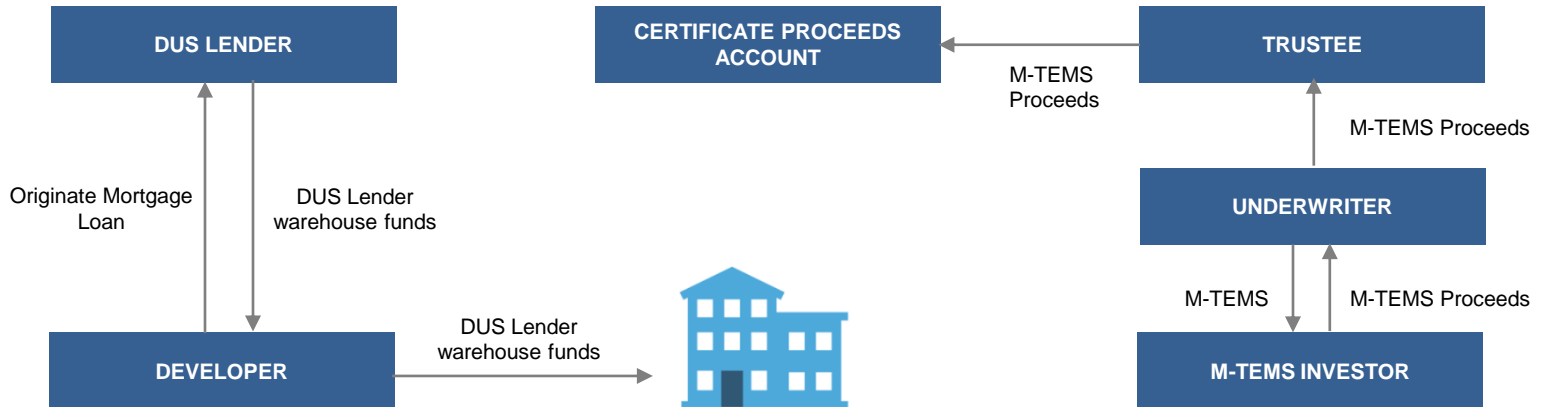 DUS LENDER
CERTIFICATE PROCEEDS
ACCOUNT
TRUSTEE
M-TEMS
Proceeds
M-TEMS Proceeds
Originate Mortgage
Loan
DUS Lender
warehouse funds
UNDERWRITER
M-TEMS
M-TEMS Proceeds
DUS Lender
warehouse funds
DEVELOPER
M-TEMS INVESTOR